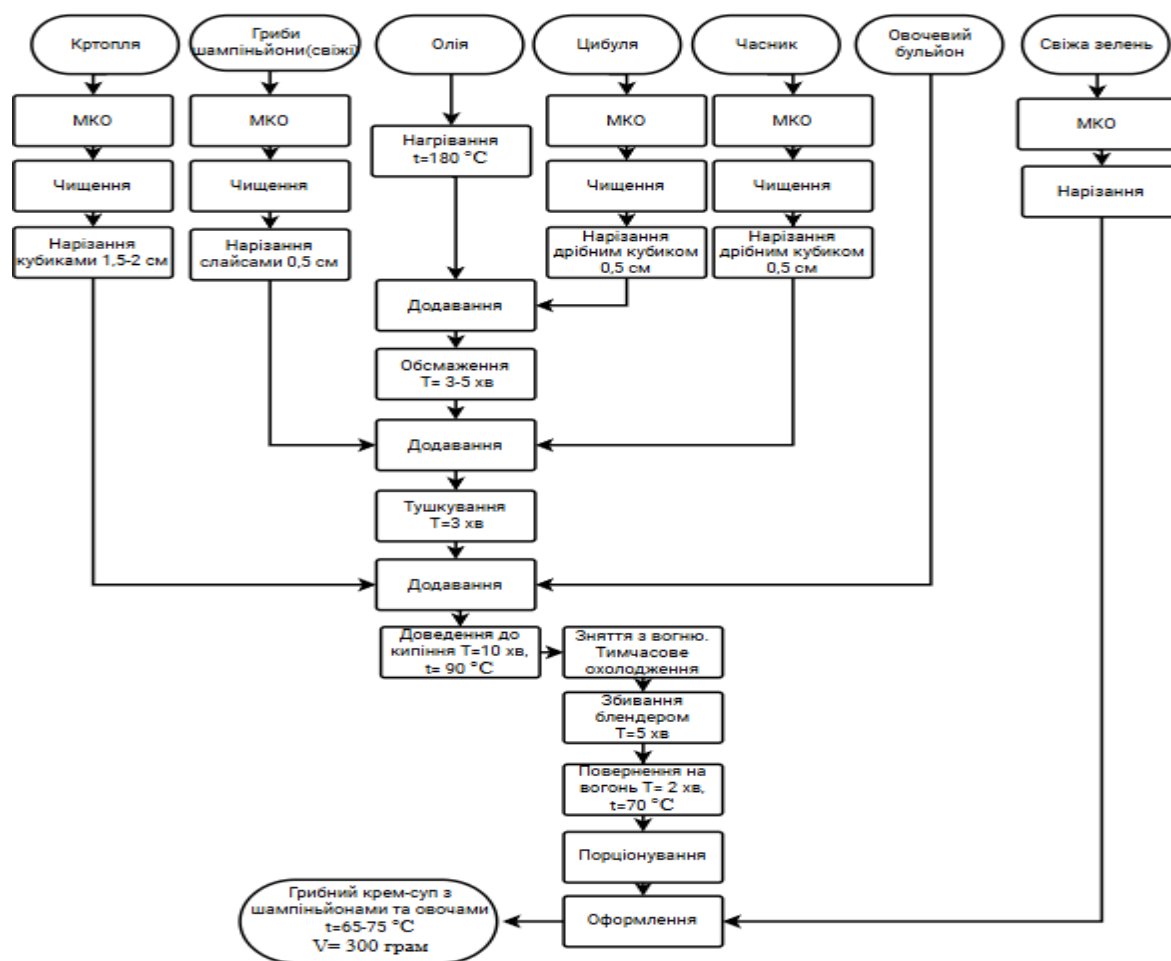 Кртопля
Гриби
шампіньйони(свіжі)
Олія
Цибуля
Часник
Овочевий
бульйон
Свіжа зелень
МКО
МКО
Нагрівання
t=180 °C
МКО
МКО
МКО
Чищення
Чищення
Чищення
Чищення
Нарізання
Нарізання
кубиками 1,5-2 см
Нарізання
слайсами 0,5 см
Нарізання
дрібним кубиком
0,5 см
Нарізання
дрібним кубиком
0,5 см
Додавання
Обсмаження
Т= 3-5 хв
Додавання
Тушкування
Т=3 хв
Додавання
Доведення до
кипіння Т=10 хв,
t= 90 °C
Зняття з вогню.
Тимчасове
охолодження
Збивання
блендером
Т=5 хв
Повернення на
вогонь Т= 2 хв,
t=70 °C
Порціонування
Оформлення
Грибний крем-суп з
шампіньйонами та овочами
t=65-75 °C
V= 300 грам